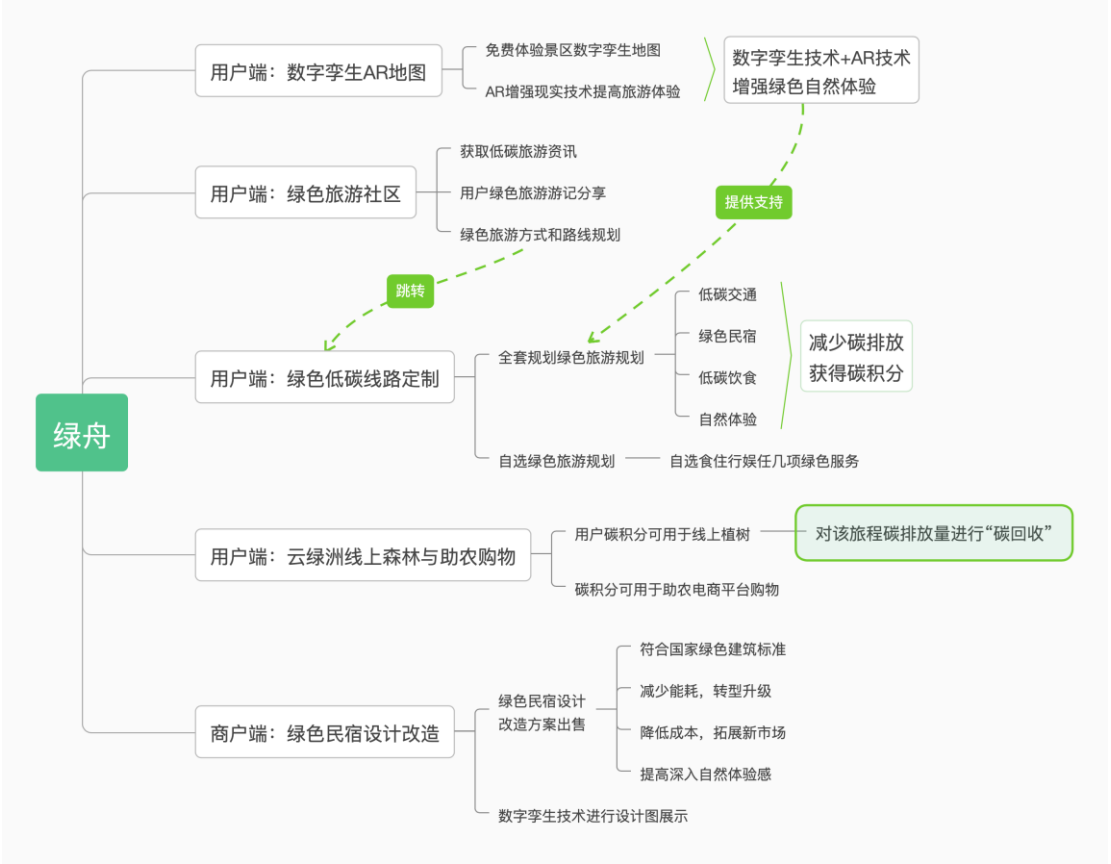 用户端：数字孪生AR地图
免费体验景区数字孪生地图
AR增强现实技术提高旅游体验
数字孪生技术+AR技术
增强绿色自然体验
用户端：绿色旅游社区
获取低碳旅游资讯
用户绿色旅游游记分享
绿色旅游方式和路线规划
提供支持
跳转
用户端：绿色低碳线路定制
全套规划绿色旅游规划
低碳交通
绿色民宿
低碳饮食
自然体验
减少碳排放
获得碳积分
自选绿色旅游规划
自选食住行娱任几项绿色服务
绿舟
用户端：云绿洲线上森林与助农购物
用户碳积分可用于线上植树
对该旅程碳排放量进行“碳回收”
碳积分可用于助农电商平台购物
商户端：绿色民宿设计改造
绿色民宿设计
改造方案出售
符合国家绿色建筑标准
减少能耗，转型升级
降低成本，拓展新市场
提高深入自然体验感
数字孪生技术进行设计图展示